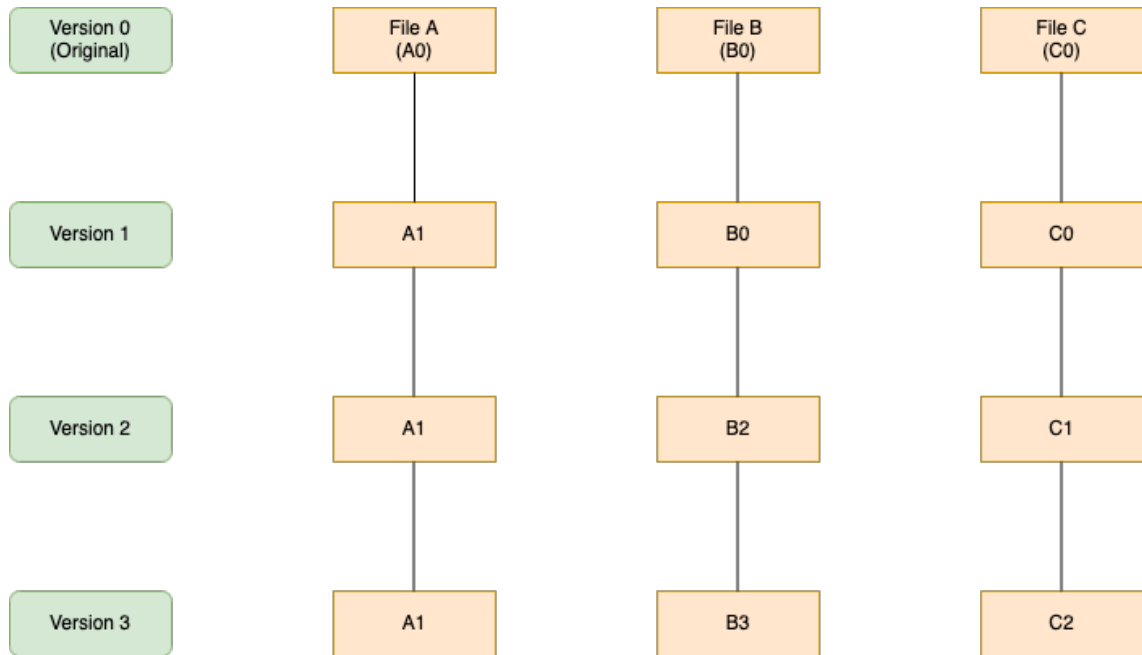 Version 0
(Original)
File A
(A0)
File B
(B0)
File C
(C0)
Version 1
A1
B0
C0
Version 2
A1
B2
C1
Version 3
A1
B3
C2